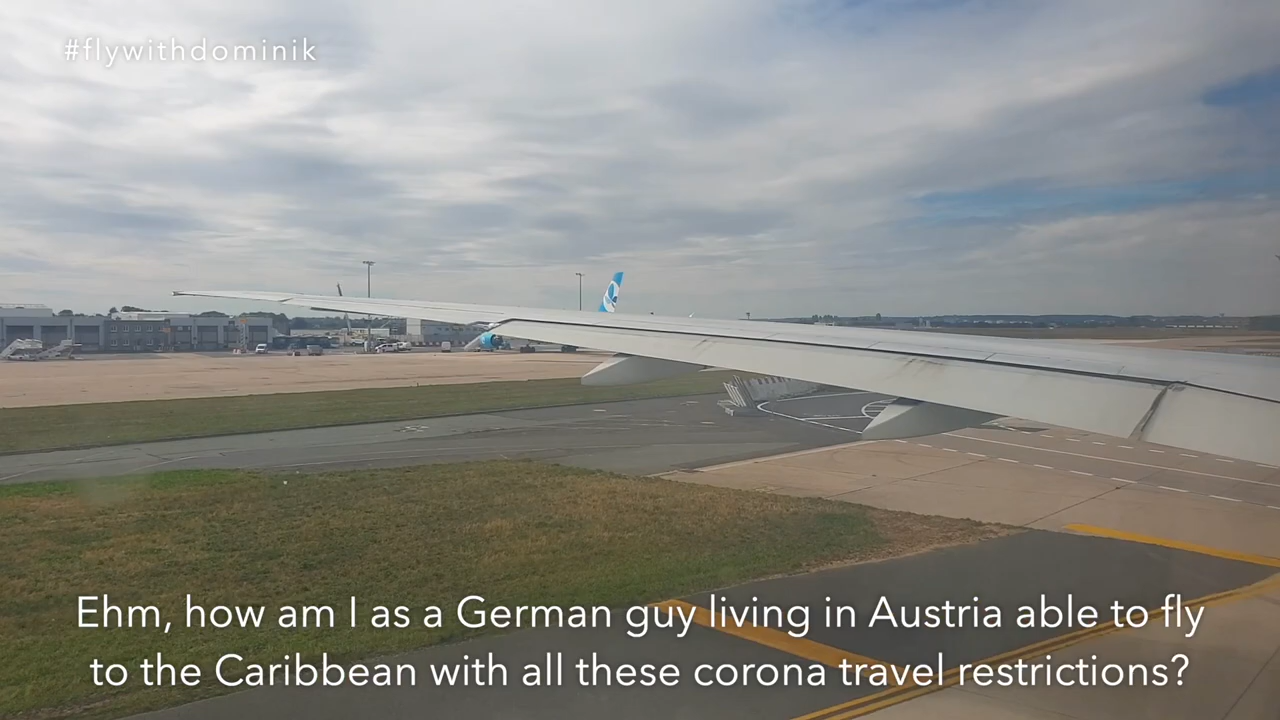 #flywithdominik
Ehm, how am I as a German guy living in Austria able to fly
to the Caribbean with all these corona travel restrictions?